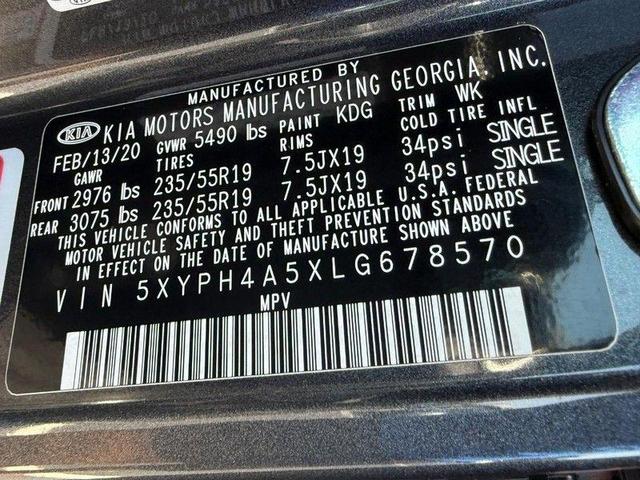 MANUFACTURED BY
KIA KIA MOTORS MANUFACTURING GEORGIA, INC.
FEB/13/20 GVWR 5490 lbs PAINT KDG TRIM WK
GAWR TIRES RIMS COLD TIRE INFL
FRONT 2976 lbs 235/55R19 7.5JX19 34psi SINGLE
REAR 3075 lbs 235/55R19 7.5JX19 34psi SINGLE
THIS VEHICLE CONFORMS TO ALL APPLICABLE U.S.A. FEDERAL
MOTOR VEHICLE SAFETY AND THEFT PREVENTION STANDARDS
IN EFFECT ON THE DATE OF MANUFACTURE SHOWN ABOVE
VIN 5XYPH4A5XLG678570
MPV